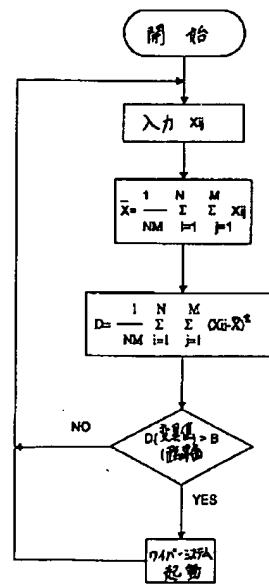 開始
入力 Xij
X̄= 1/NM Σ(i=1..N) Σ(j=1..M) Xij
D= 1/NM Σ(i=1..N) Σ(j=1..M) (Xij-X̄)²
NO
D(変異値) > B
YES
ワイパーシステム
起動